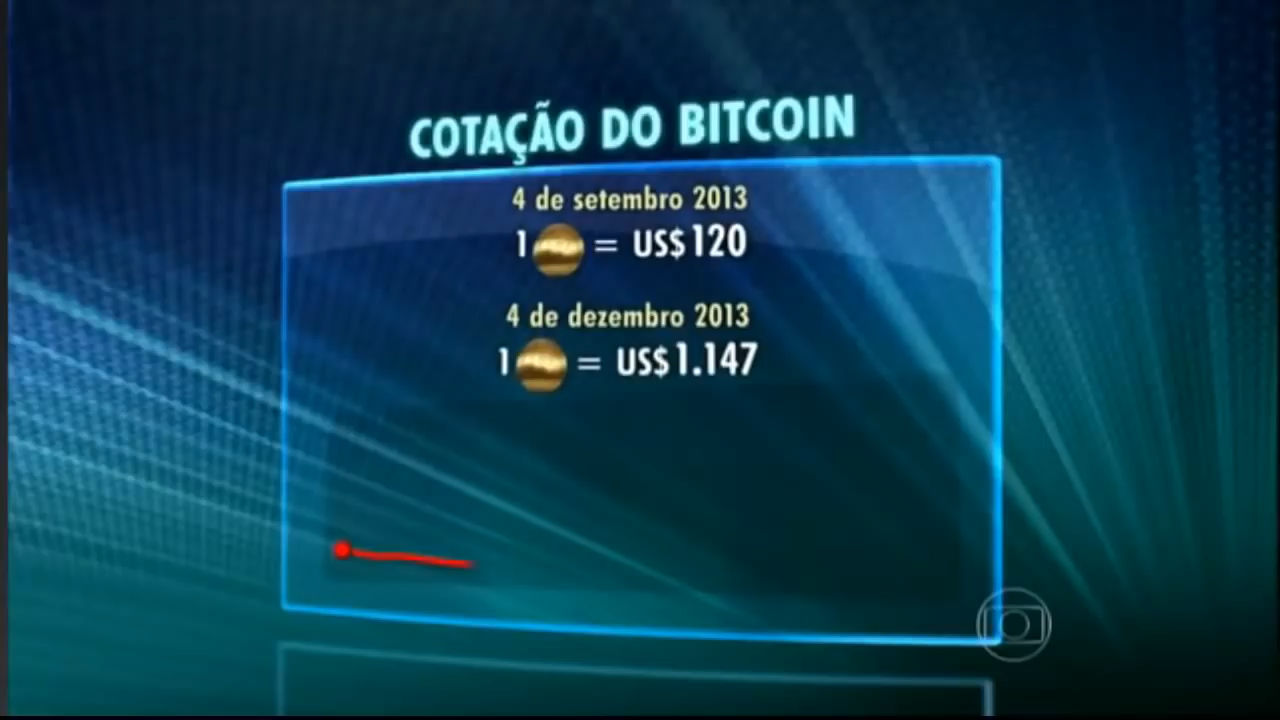 COTAÇÃO DO BITCOIN
4 de setembro 2013
1 = US$120
4 de dezembro 2013
1 = US$1.147